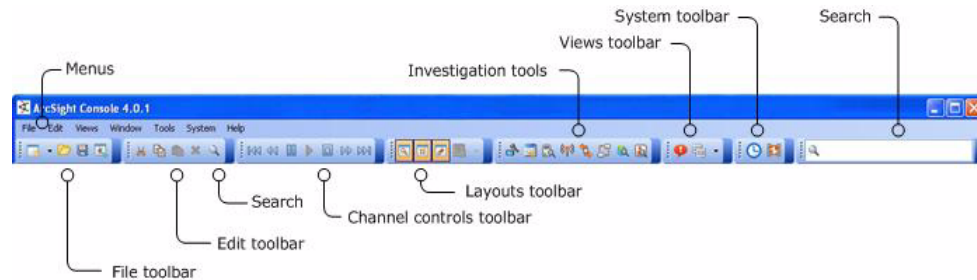 System toolbar
Search
Views toolbar
Menus
Investigation tools
ArcSight Console 4.0.1
File Edit Views Window Tools System Help
Layouts toolbar
Search
Channel controls toolbar
Edit toolbar
File toolbar